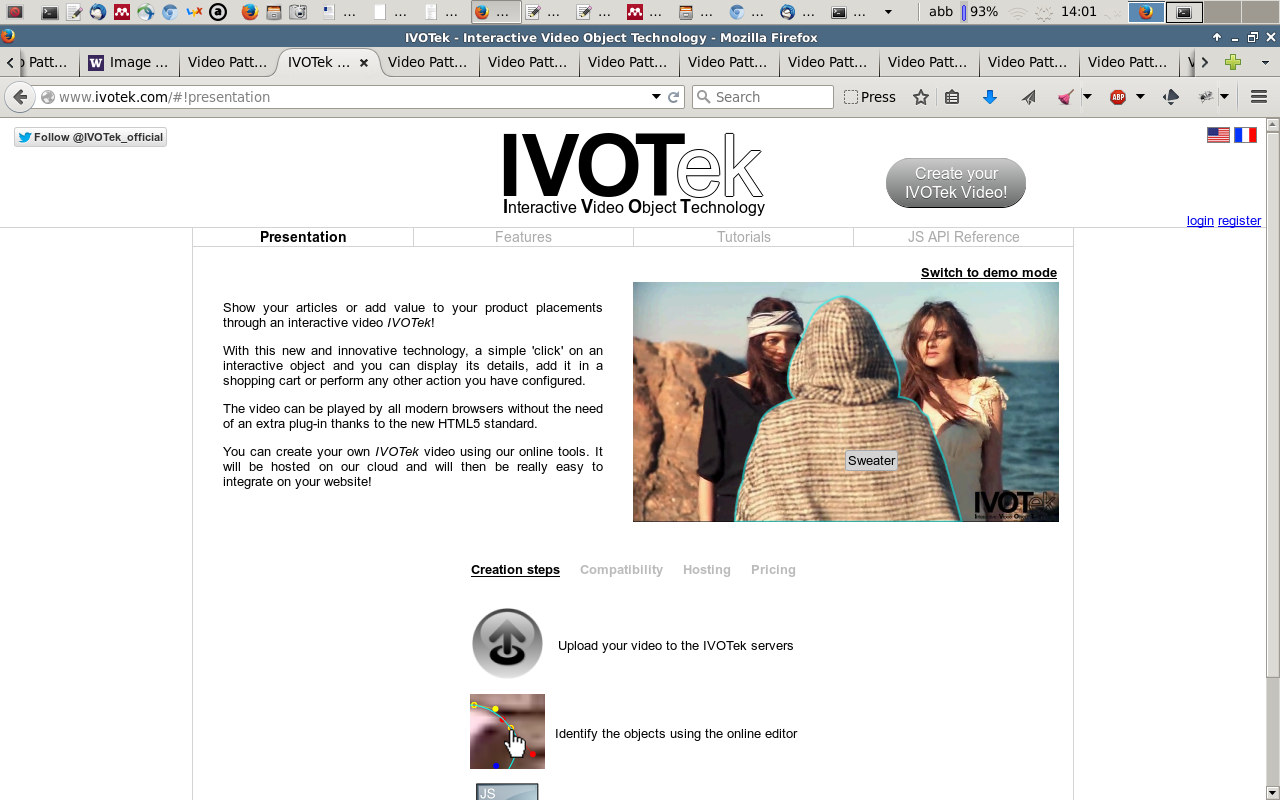 ... ... ... ... ... ... ... ... ... ... abb 93% 14:01
IVOTek - Interactive Video Object Technology - Mozilla Firefox
Patt... Image ... Video Patt... IVOTek ... Video Patt... Video Patt... Video Patt... Video Patt... Video Patt... Video Patt... Video Patt... Video Patt...
www.ivotek.com/#!presentation Search Press ABP
Follow @IVOTek_official
IVOTek
Interactive Video Object Technology
Create your
IVOTek Video!
login register
Presentation Features Tutorials JS API Reference
Switch to demo mode
Show your articles or add value to your product placements
through an interactive video IVOTek!
With this new and innovative technology, a simple 'click' on an
interactive object and you can display its details, add it in a
shopping cart or perform any other action you have configured.
The video can be played by all modern browsers without the need
of an extra plug-in thanks to the new HTML5 standard.
You can create your own IVOTek video using our online tools. It
will be hosted on our cloud and will then be really easy to
integrate on your website!
Sweater
IVOTek
Creation steps Compatibility Hosting Pricing
Upload your video to the IVOTek servers
Identify the objects using the online editor
JS